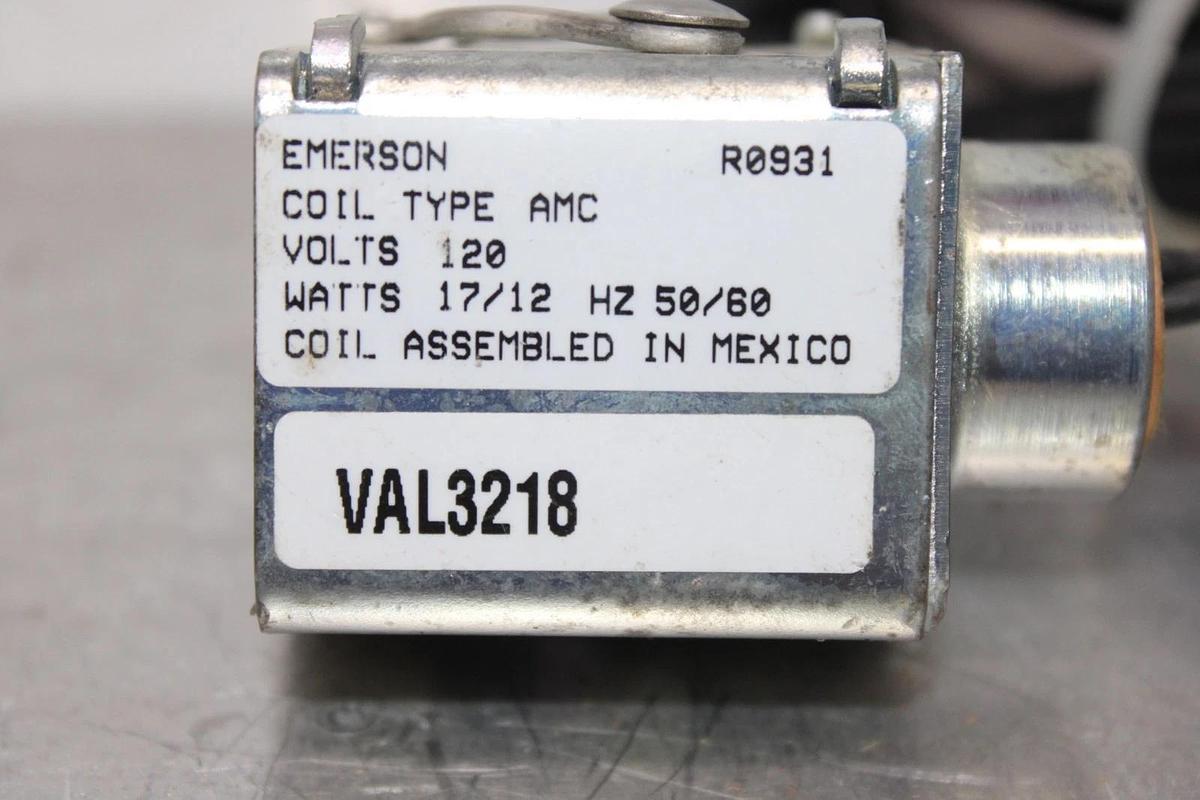 EMERSON R0931
COIL TYPE AMC
VOLTS 120
WATTS 17/12 HZ 50/60
COIL ASSEMBLED IN MEXICO
VAL3218